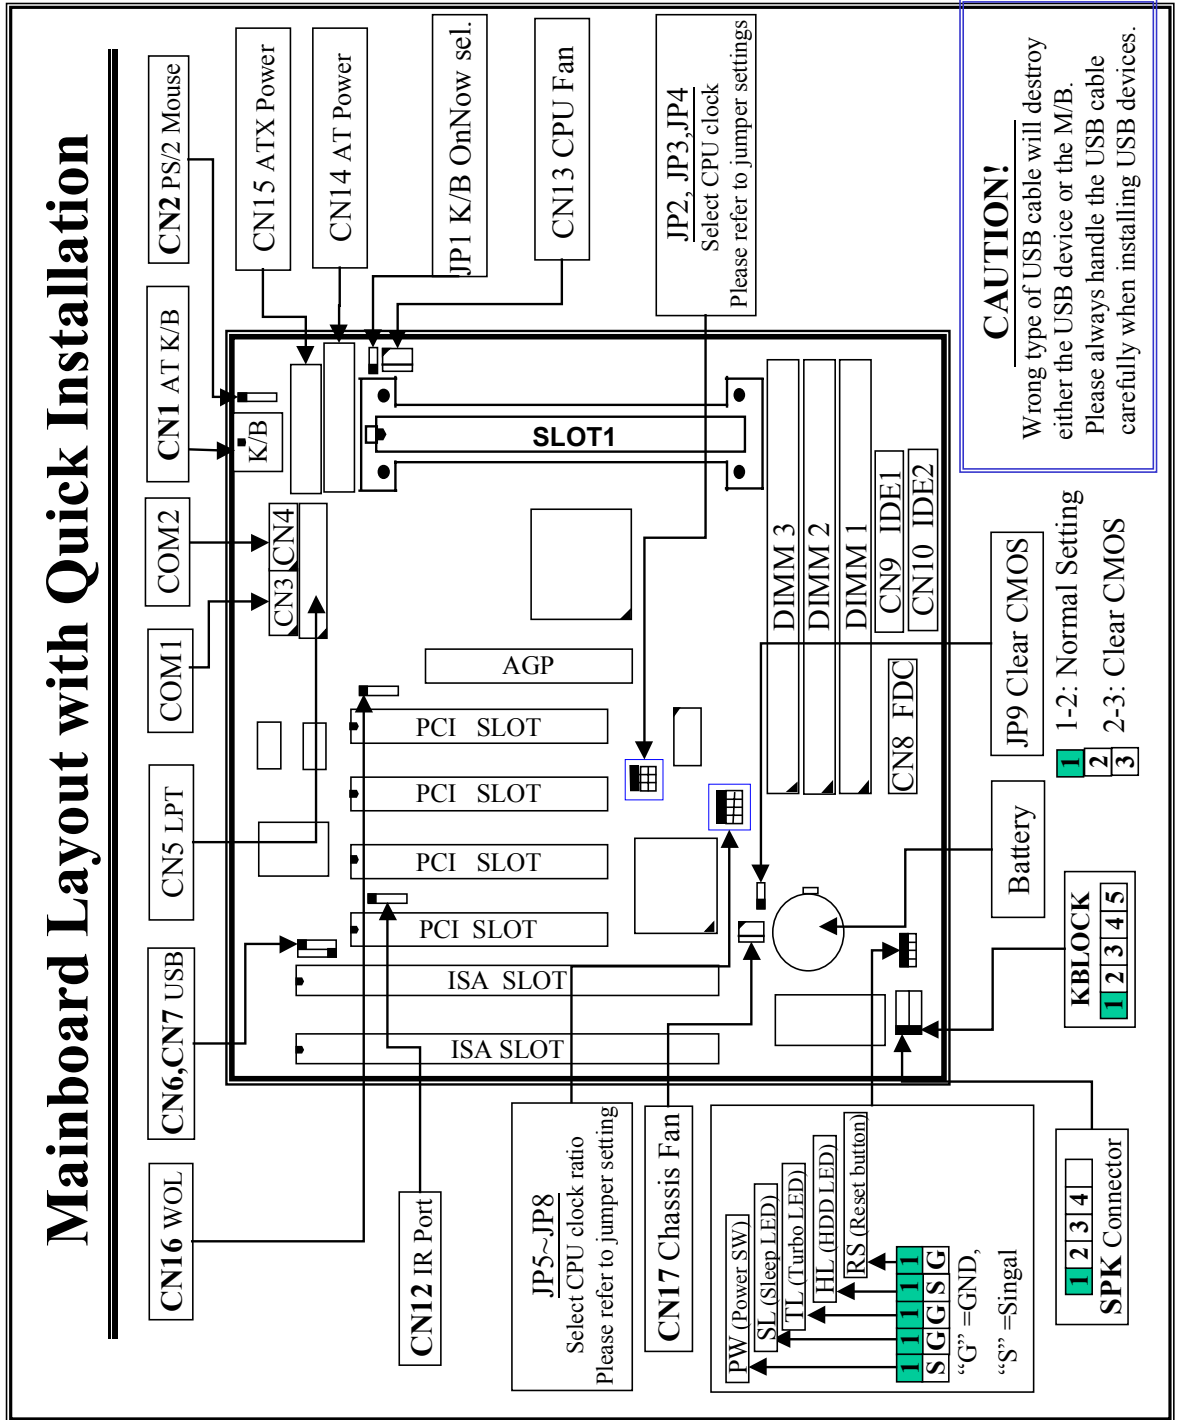 Mainboard Layout with Quick Installation
CN16 WOL
CN6,CN7 USB
CN5 LPT
COM1
COM2
CN1 AT K/B
CN2 PS/2 Mouse
CN12 IR Port
CN15 ATX Power
CN14 AT Power
JP1 K/B OnNow sel.
CN13 CPU Fan
JP2, JP3,JP4
Select CPU clock
Please refer to jumper settings
K/B
CN3
CN4
SLOT1
AGP
PCI SLOT
PCI SLOT
PCI SLOT
PCI SLOT
ISA SLOT
ISA SLOT
DIMM 3
DIMM 2
DIMM 1
CN9 IDE1
CN10 IDE2
CN8 FDC
JP5~JP8
Select CPU clock ratio
Please refer to jumper setting
CN17 Chassis Fan
PW (Power SW)
SL (Sleep LED)
TL (Turbo LED)
HL (HDD LED)
RS (Reset button)
1 1 1 1 1
S G G S G
“G” =GND,
“S” =Singal
1 2 3 4
SPK Connector
KBLOCK
1 2 3 4 5
Battery
JP9 Clear CMOS
1
2
3
1-2: Normal Setting
2-3: Clear CMOS
CAUTION!
Wrong type of USB cable will destroy
either the USB device or the M/B.
Please always handle the USB cable
carefully when installing USB devices.